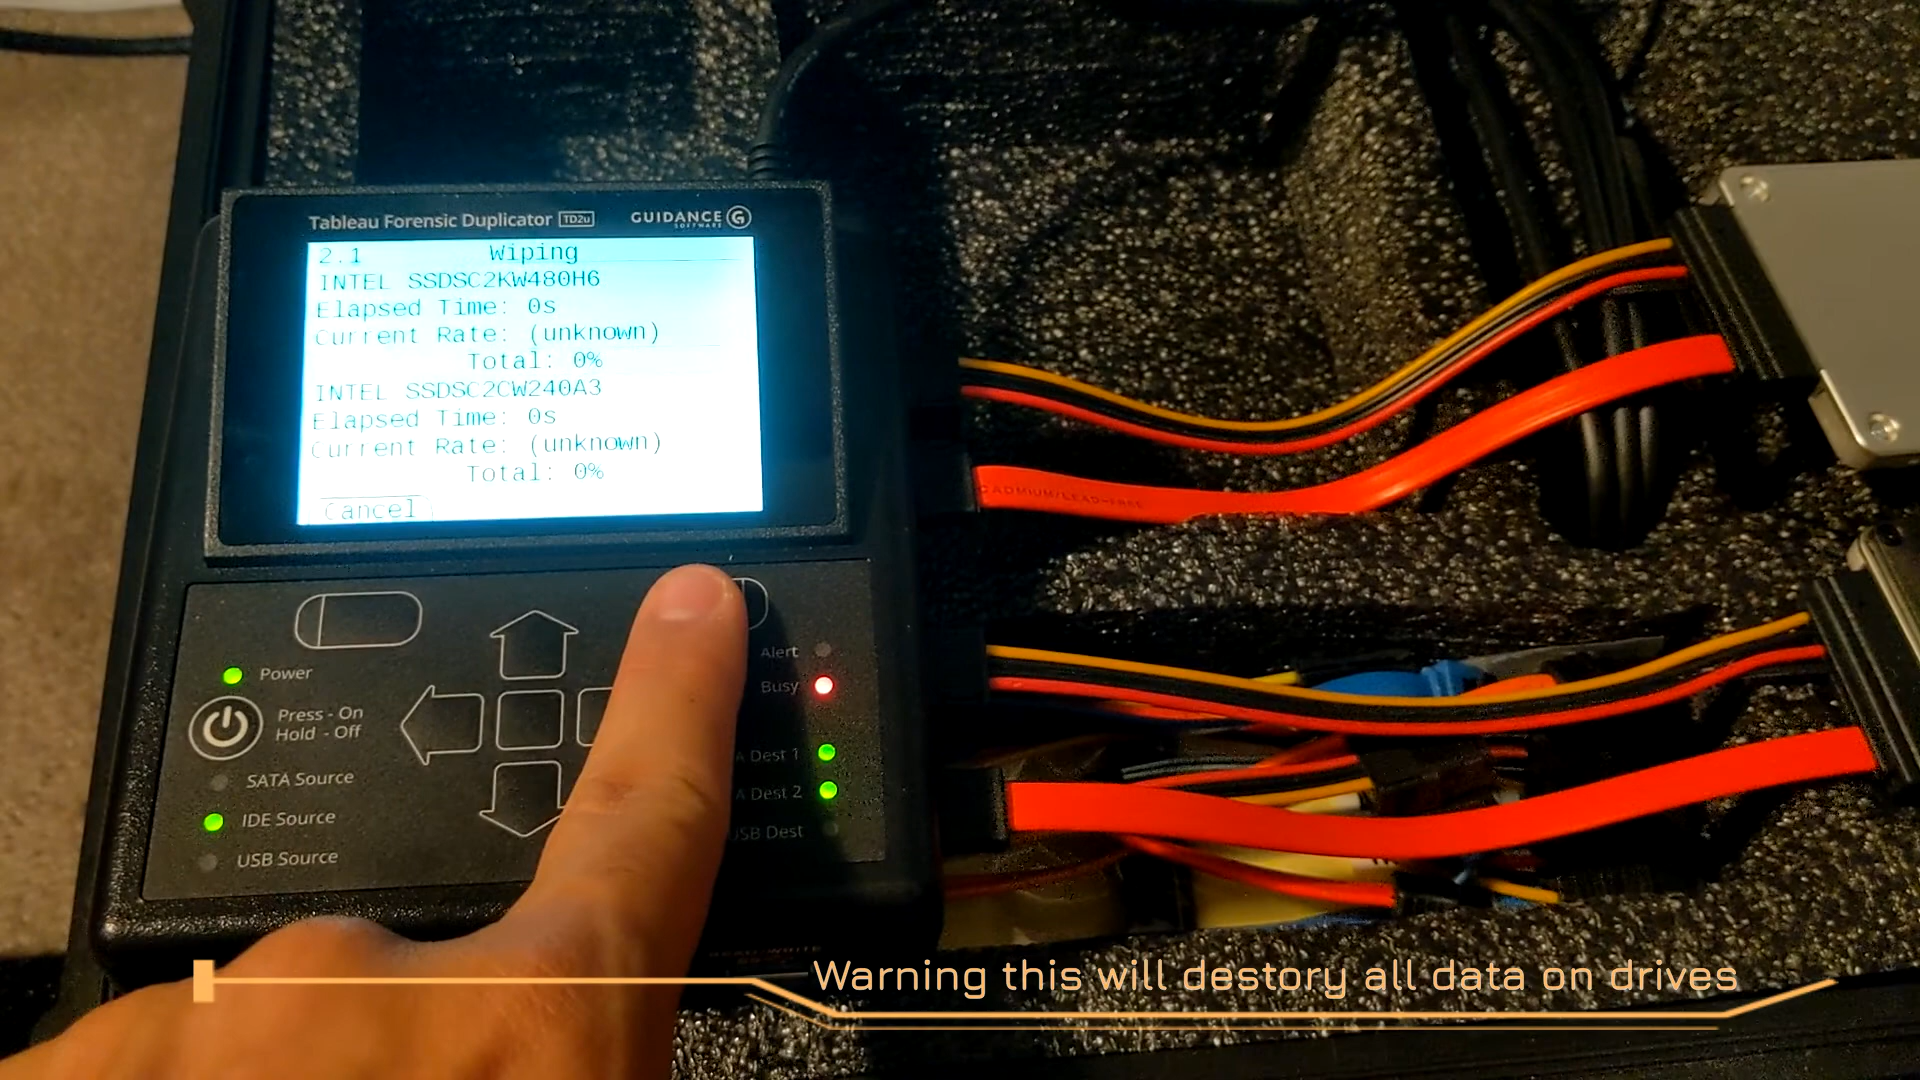 Tableau Forensic Duplicator TD2u GUIDANCE G
SOFTWARE
2.1 Wiping
INTEL SSDSC2KW480H6
Elapsed Time: 0s
Current Rate: (unknown)
Total: 0%
INTEL SSDSC2CW240A3
Elapsed Time: 0s
Current Rate: (unknown)
Total: 0%
Cancel
Power
Press - On
Hold - Off
SATA Source
IDE Source
USB Source
Alert
Busy
A Dest 1
A Dest 2
USB Dest
CADMIUM/LEAD-FREE
Warning this will destory all data on drives